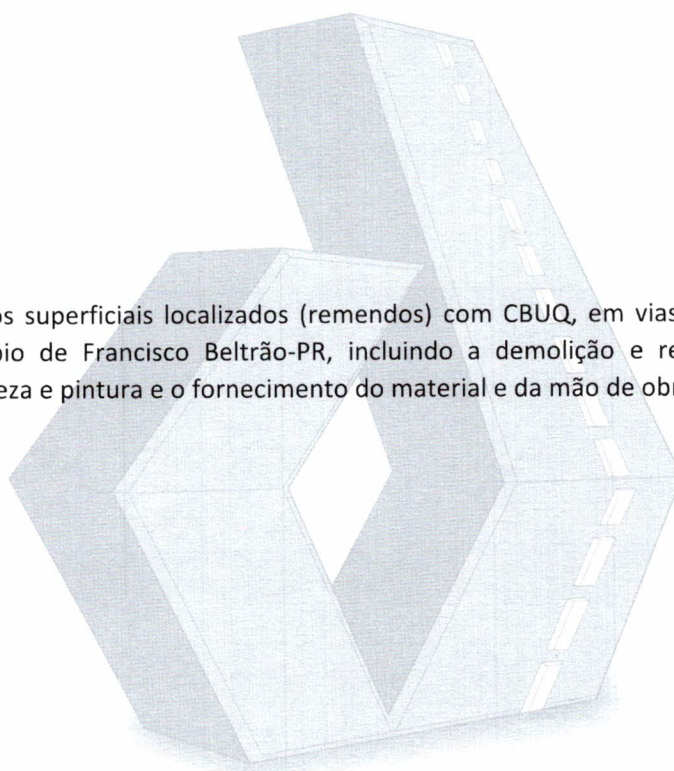 os superficiais localizados (remendos) com CBUQ, em vias
pio de Francisco Beltrão-PR, incluindo a demolição e re
eza e pintura e o fornecimento do material e da mão de obr